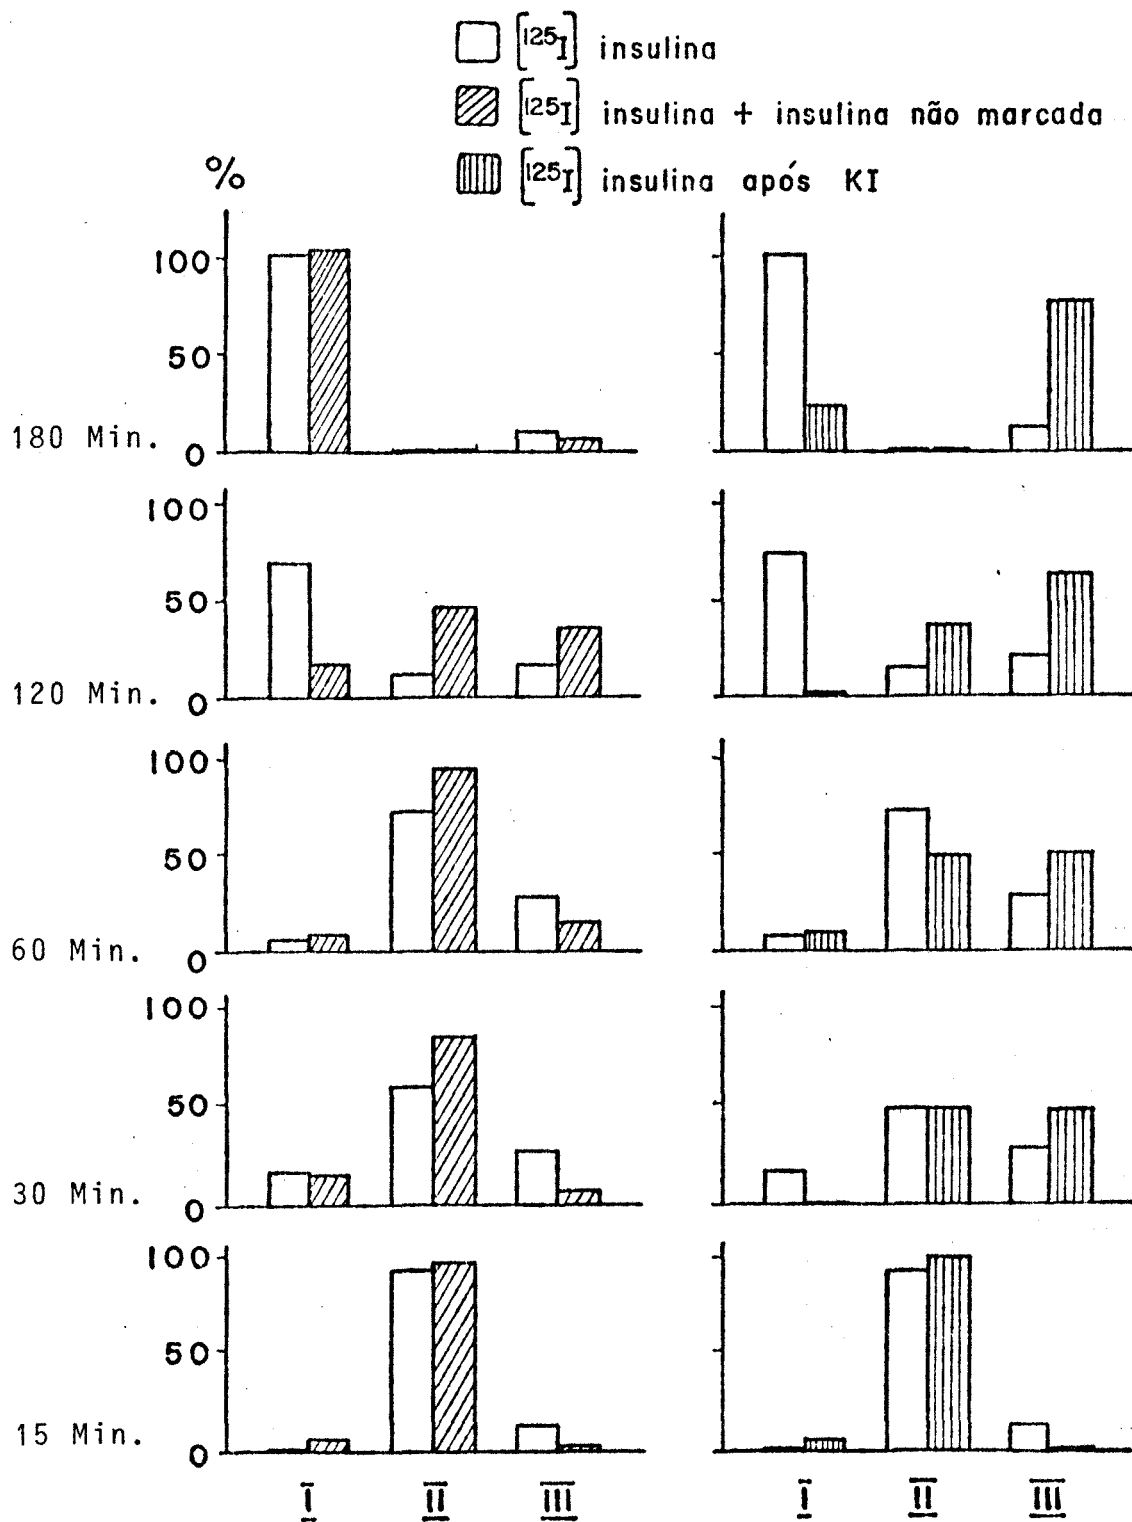 [125I] insulina
[125I] insulina + insulina não marcada
[125I] insulina após KI
%
100
50
0
180 Min.
100
50
0
120 Min.
100
50
0
60 Min.
100
50
0
30 Min.
100
50
0
15 Min.
I II III I II III